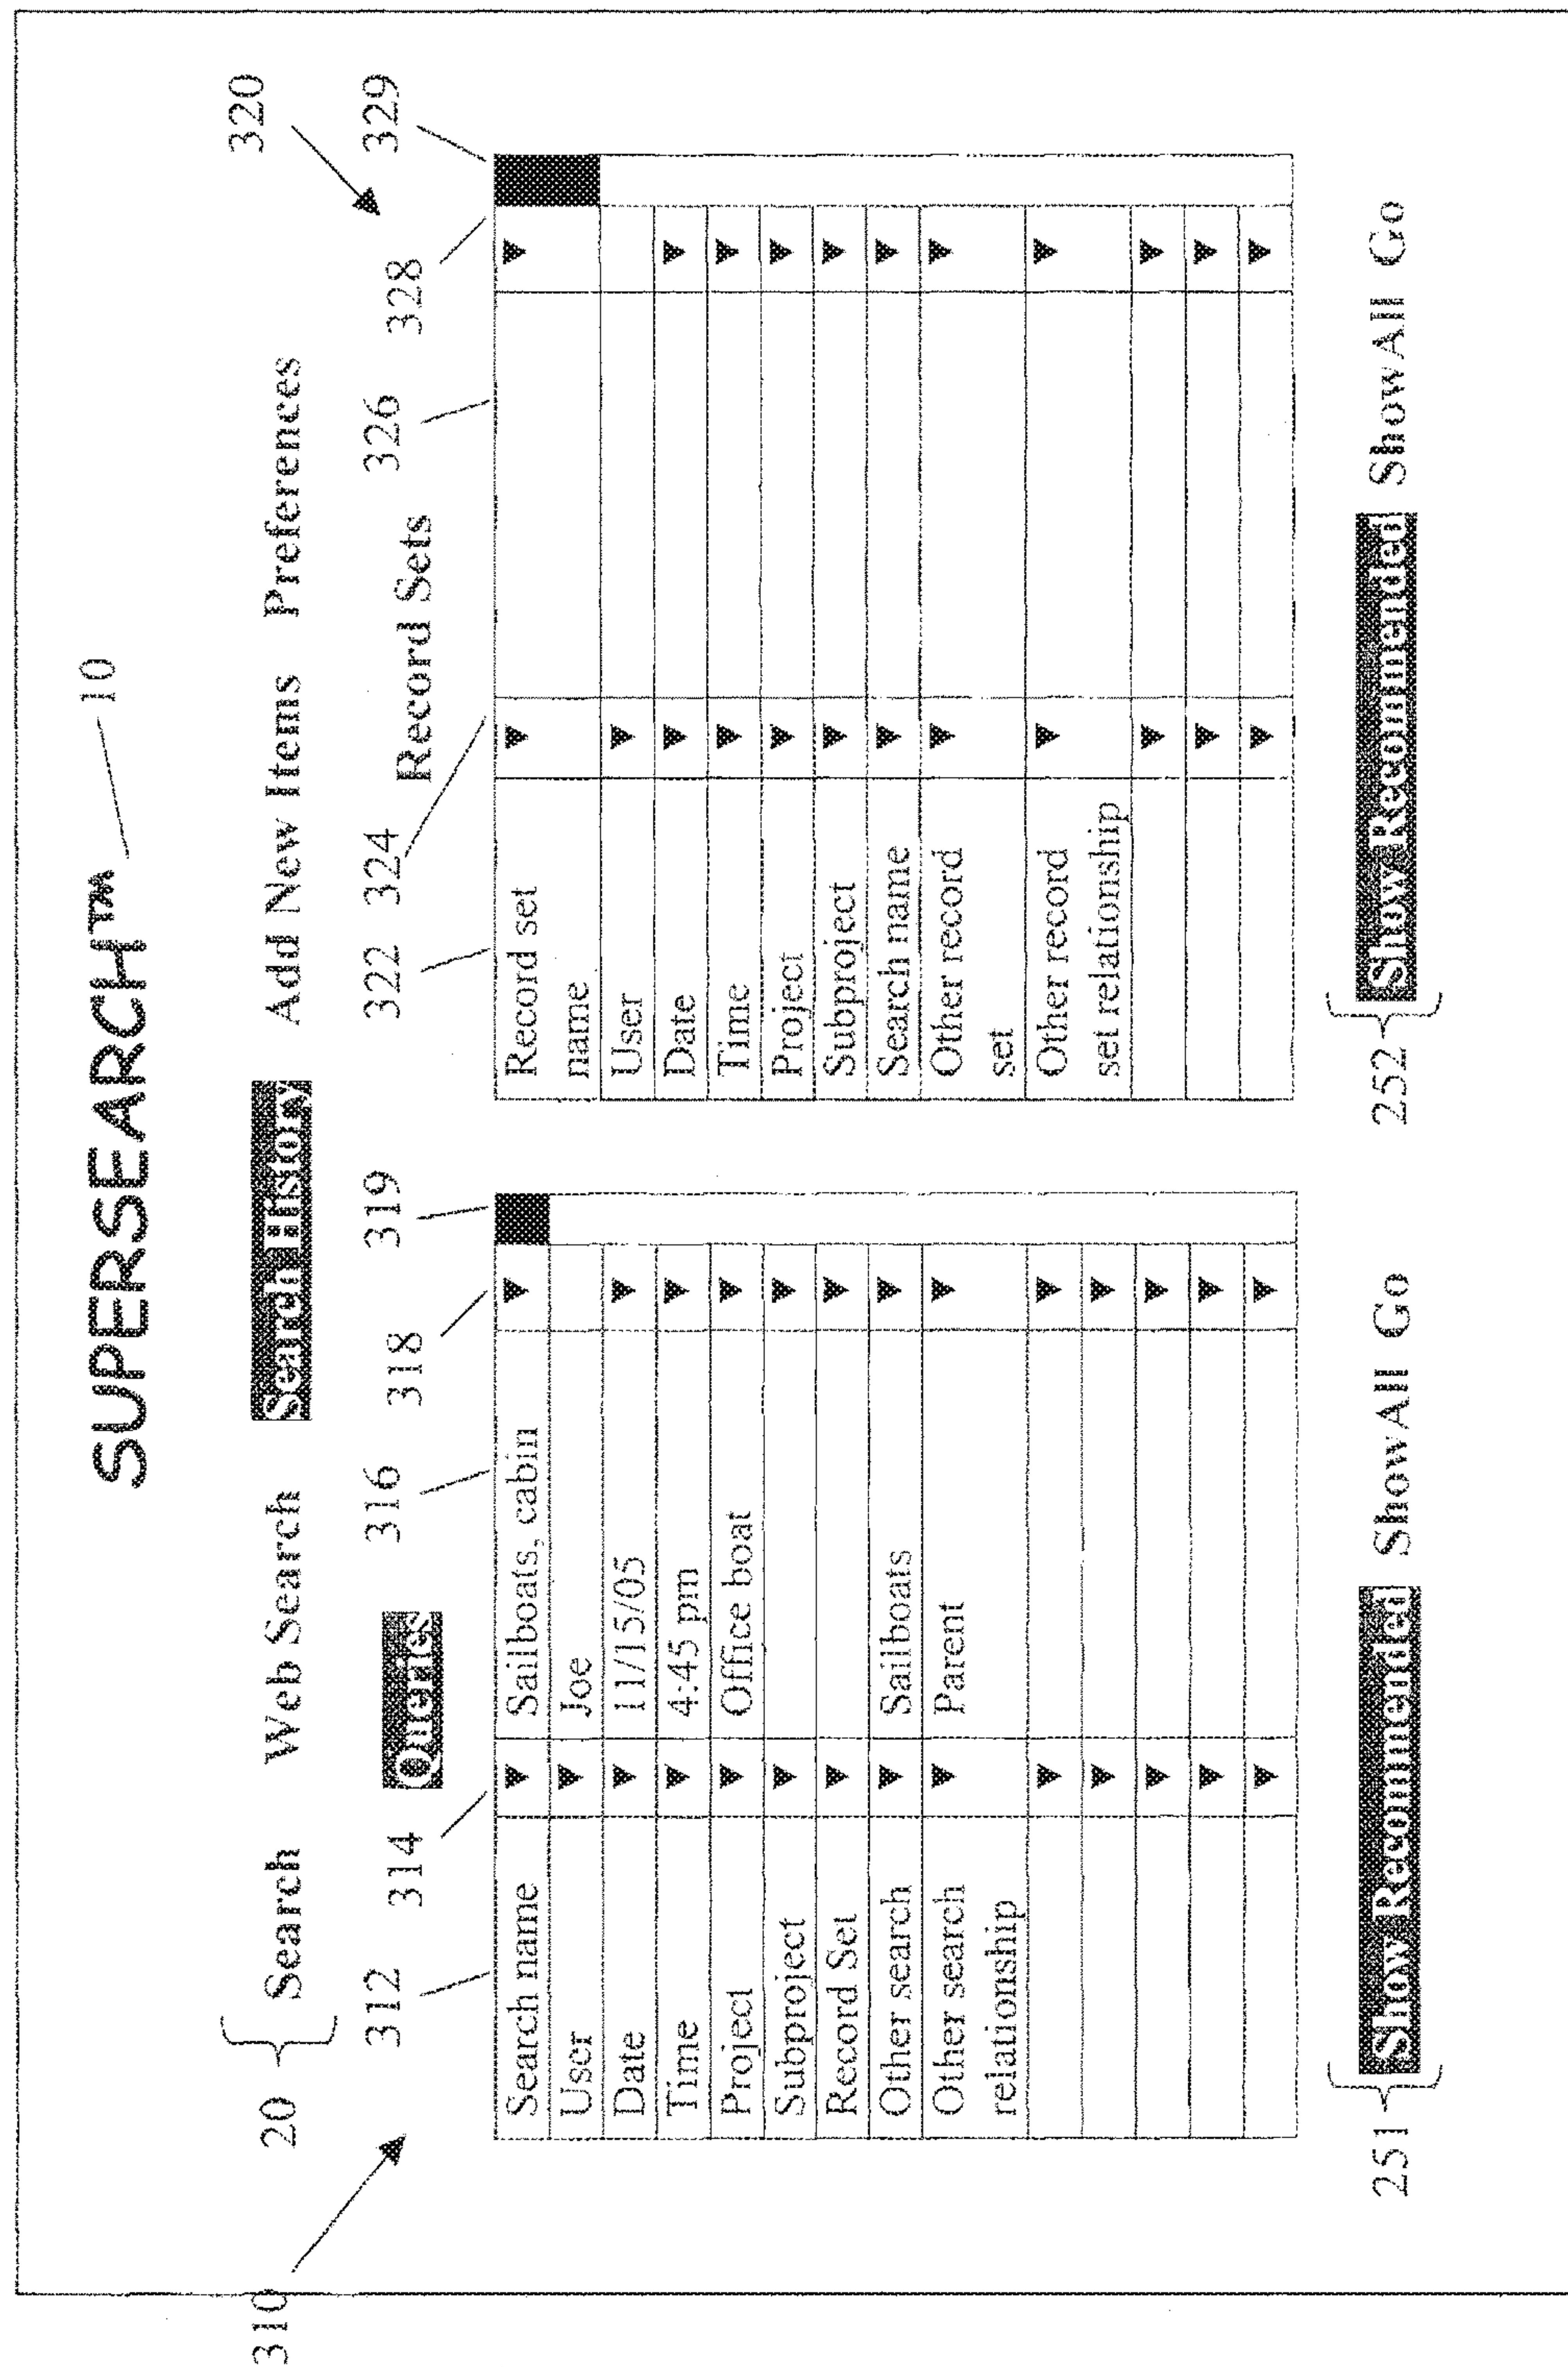 SUPERSEARCH™ 10
20 Search Web Search Search History Add New Items Preferences
310 320
312 314 Queries 316 318 319
322 324 Record Sets 326 328 329
Search name ▼ Sailboats, cabin ▼
User ▼ Joe
Date ▼ 11/15/05 ▼
Time ▼ 4:45 pm ▼
Project ▼ Office boat ▼
Subproject ▼ ▼
Record Set ▼ ▼
Other search ▼ Sailboats ▼
Other search ▼ Parent ▼
relationship
251 Show Recommended ShowAll Go
Record set ▼ ▼
name
User ▼
Date ▼ ▼
Time ▼ ▼
Project ▼ ▼
Subproject ▼ ▼
Search name ▼ ▼
Other record ▼ ▼
set
Other record ▼ ▼
set relationship
252 Show Recommended ShowAll Go